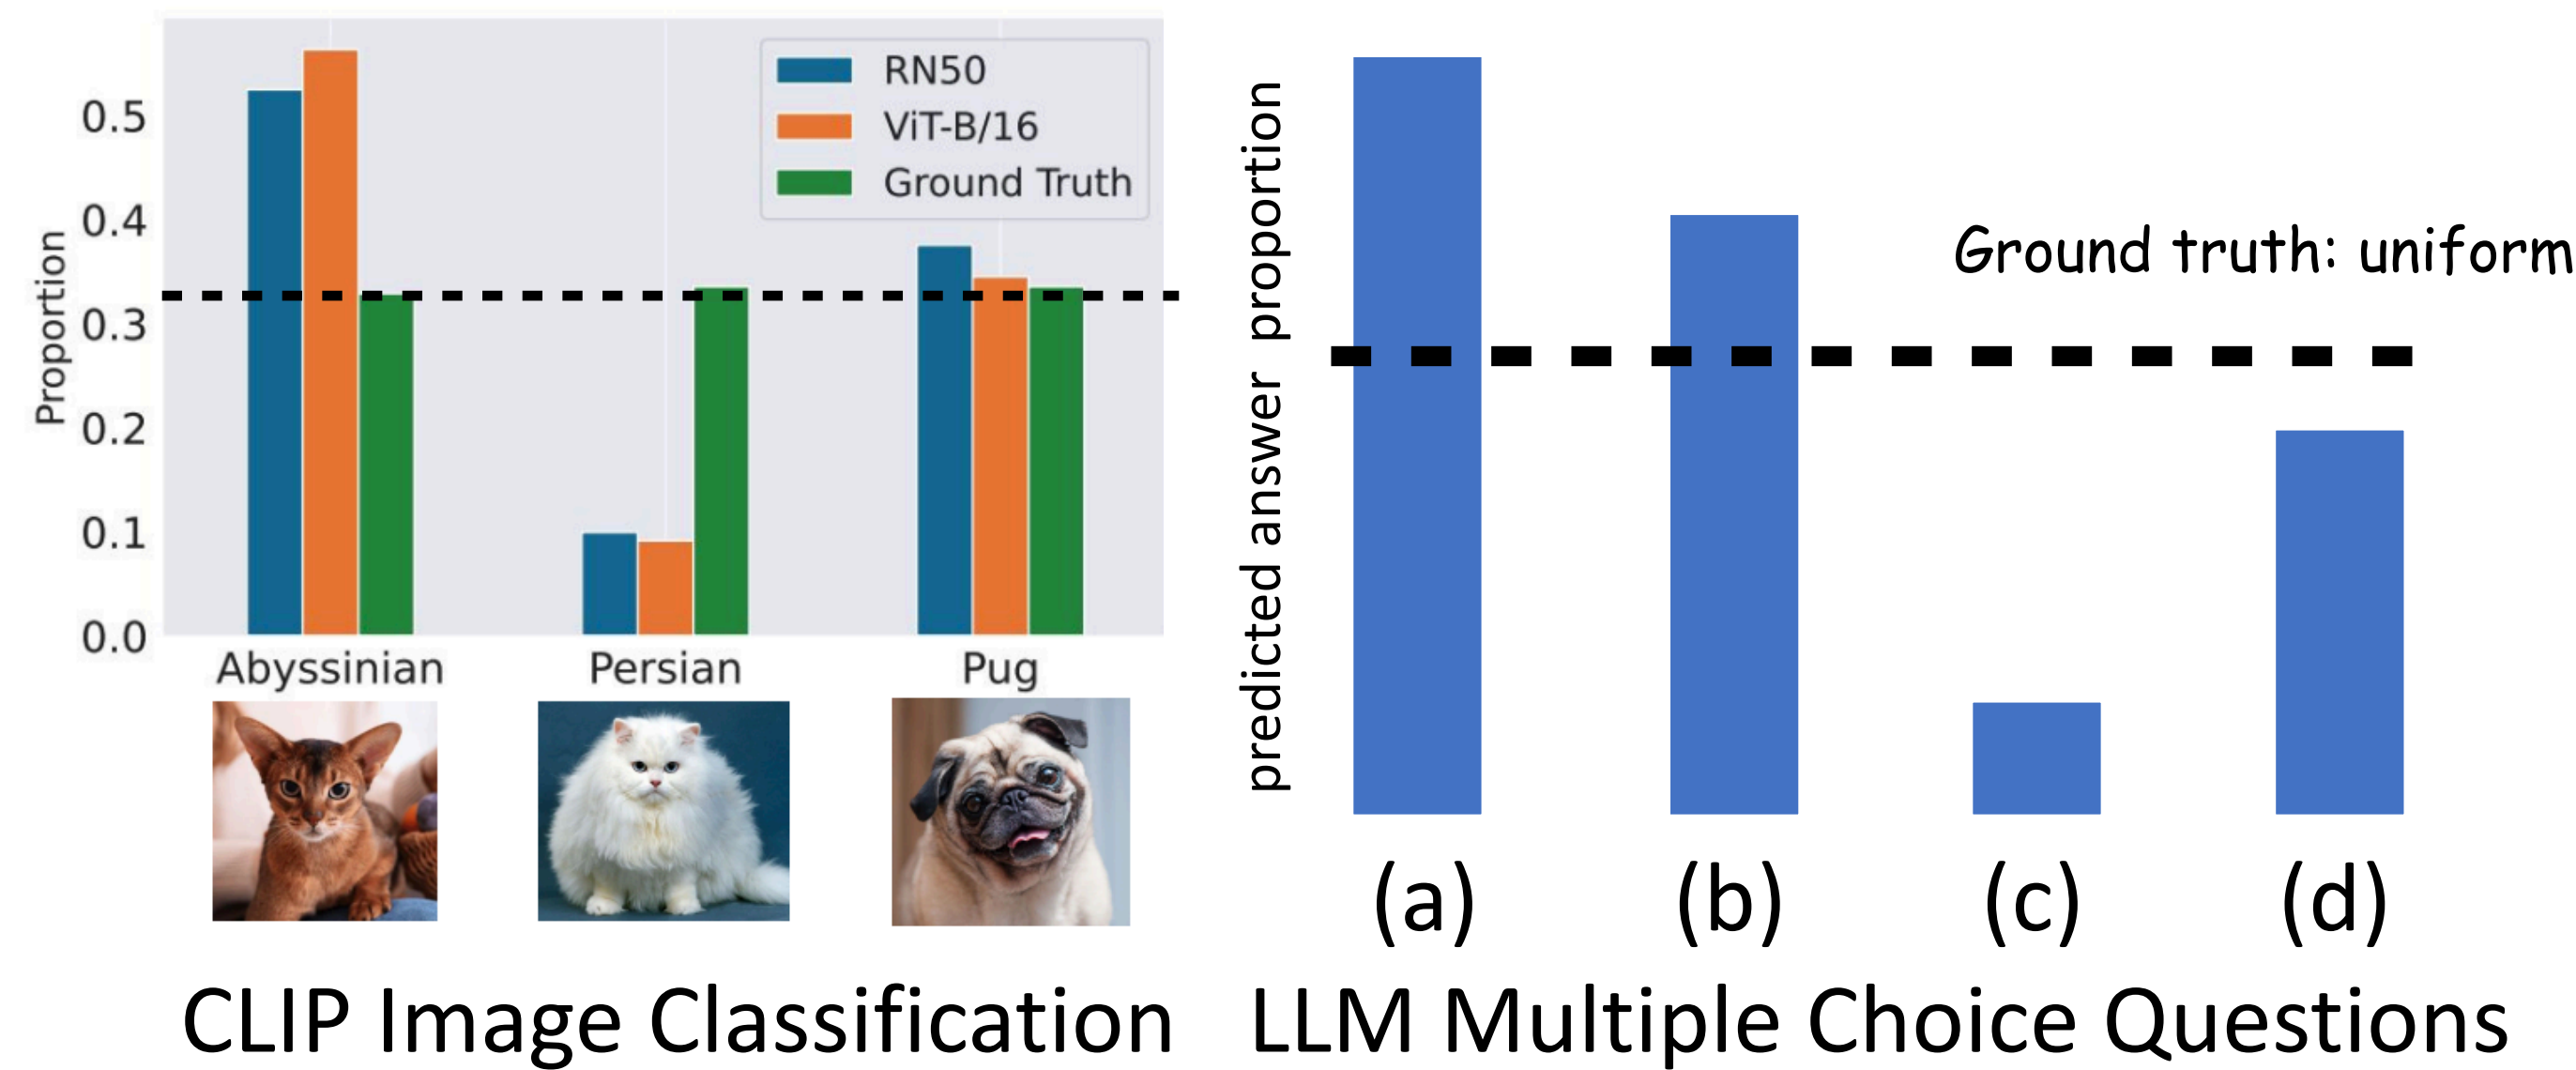 RN50
ViT-B/16
Ground Truth
Proportion
0.5
0.4
0.3
0.2
0.1
0.0
Abyssinian
Persian
Pug
CLIP Image Classification
predicted answer proportion
Ground truth: uniform
(a)
(b)
(c)
(d)
LLM Multiple Choice Questions